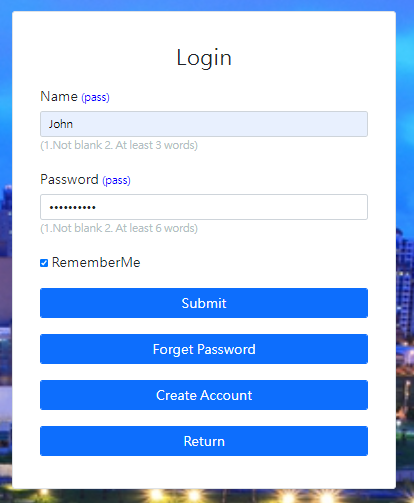 Login
Name (pass)
John
(1.Not blank 2. At least 3 words)
Password (pass)
••••••••••
(1.Not blank 2. At least 6 words)
RememberMe
Submit
Forget Password
Create Account
Return